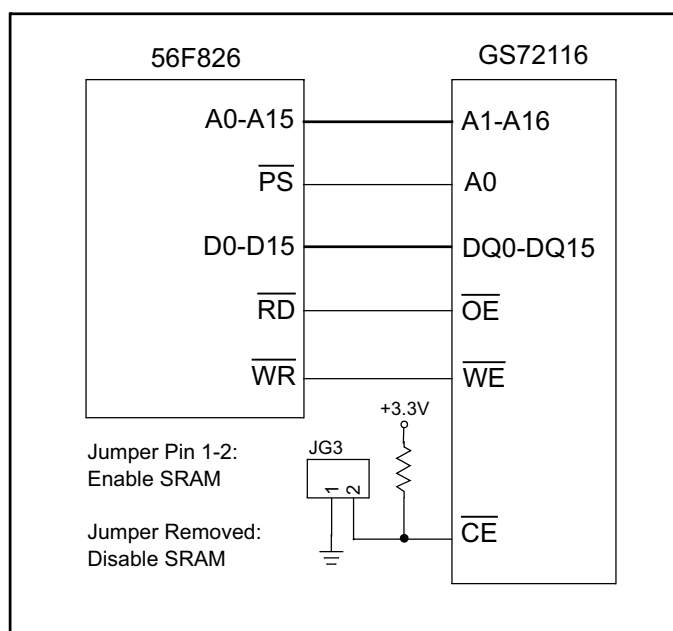 56F826
GS72116
A0-A15
A1-A16
PS
A0
D0-D15
DQ0-DQ15
RD
OE
WR
WE
+3.3V
Jumper Pin 1-2:
Enable SRAM
JG3
1
2
Jumper Removed:
Disable SRAM
CE